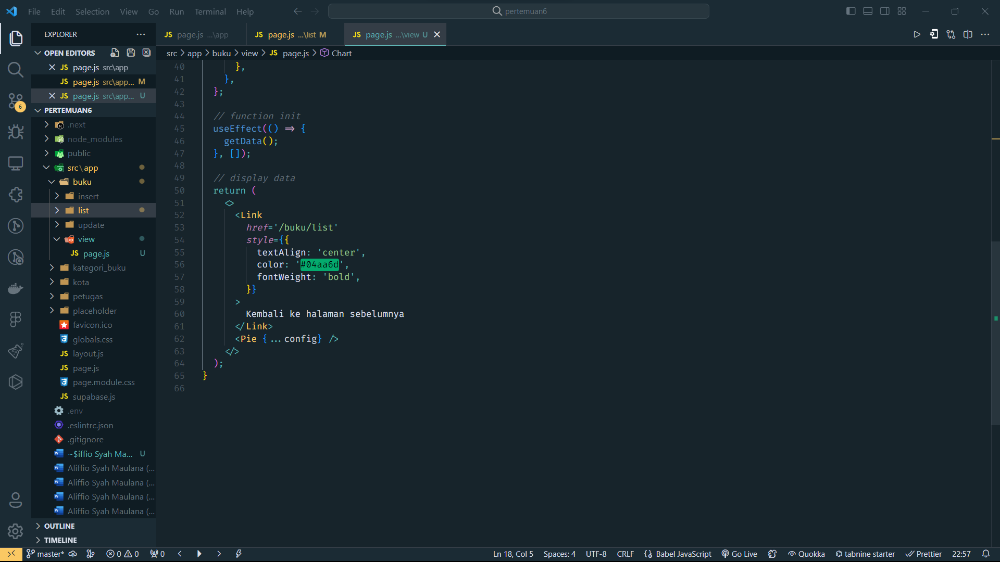 File Edit Selection View Go Run Terminal Help
pertemuan6
EXPLORER
OPEN EDITORS
JS page.js src\app
JS page.js src\app... M
JS page.js src\app... U
PERTEMUAN6
.next
node_modules
public
src\app
buku
insert
list
update
view
JS page.js U
kategori_buku
kota
petugas
placeholder
favicon.ico
globals.css
JS layout.js
JS page.js
page.module.css
JS supabase.js
.env
.eslintrc.json
.gitignore
~$iffio Syah Ma... U
Aliffio Syah Maulana (...
Aliffio Syah Maulana (...
Aliffio Syah Maulana (...
Aliffio Syah Maulana (...
OUTLINE
TIMELINE
6
JS page.js ...\app
JS page.js ...\list M
JS page.js ...\view U
src > app > buku > view > JS page.js > Chart
40 },
41 },
42 };
43
44 // function init
45 useEffect(() => {
46 getData();
47 }, []);
48
49 // display data
50 return (
51 <>
52 <Link
53 href='/buku/list'
54 style={{
55 textAlign: 'center',
56 color: '#04aa6d',
57 fontWeight: 'bold',
58 }}
59 >
60 Kembali ke halaman sebelumnya
61 </Link>
62 <Pie {...config} />
63 </>
64 );
65 }
66
master* 0 0 0 Ln 18, Col 5 Spaces: 4 UTF-8 CRLF {} Babel JavaScript Go Live Quokka tabnine starter Prettier 22:57